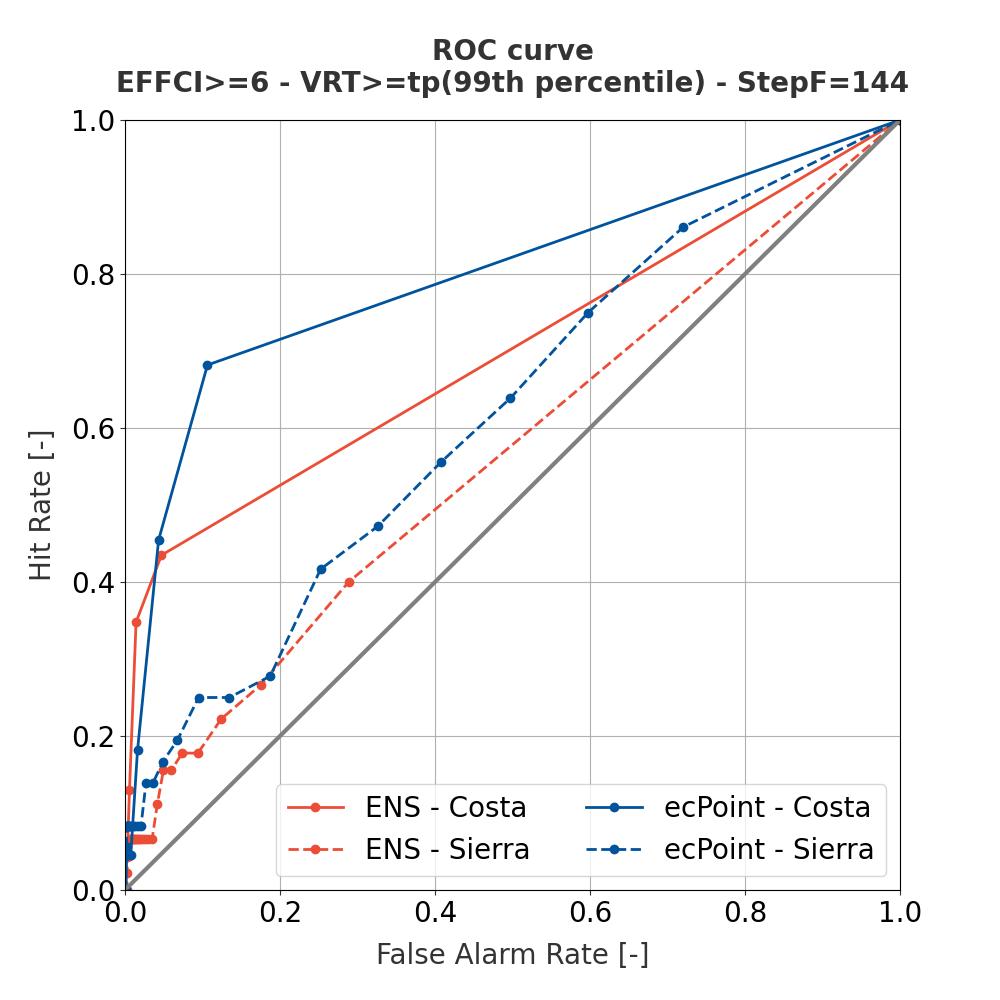 ROC curve
EFFCI>=6 - VRT>=tp(99th percentile) - StepF=144
1.0
0.8
0.6
0.4
0.2
0.0
Hit Rate [-]
ENS - Costa
ENS - Sierra
ecPoint - Costa
ecPoint - Sierra
0.0 0.2 0.4 0.6 0.8 1.0
False Alarm Rate [-]